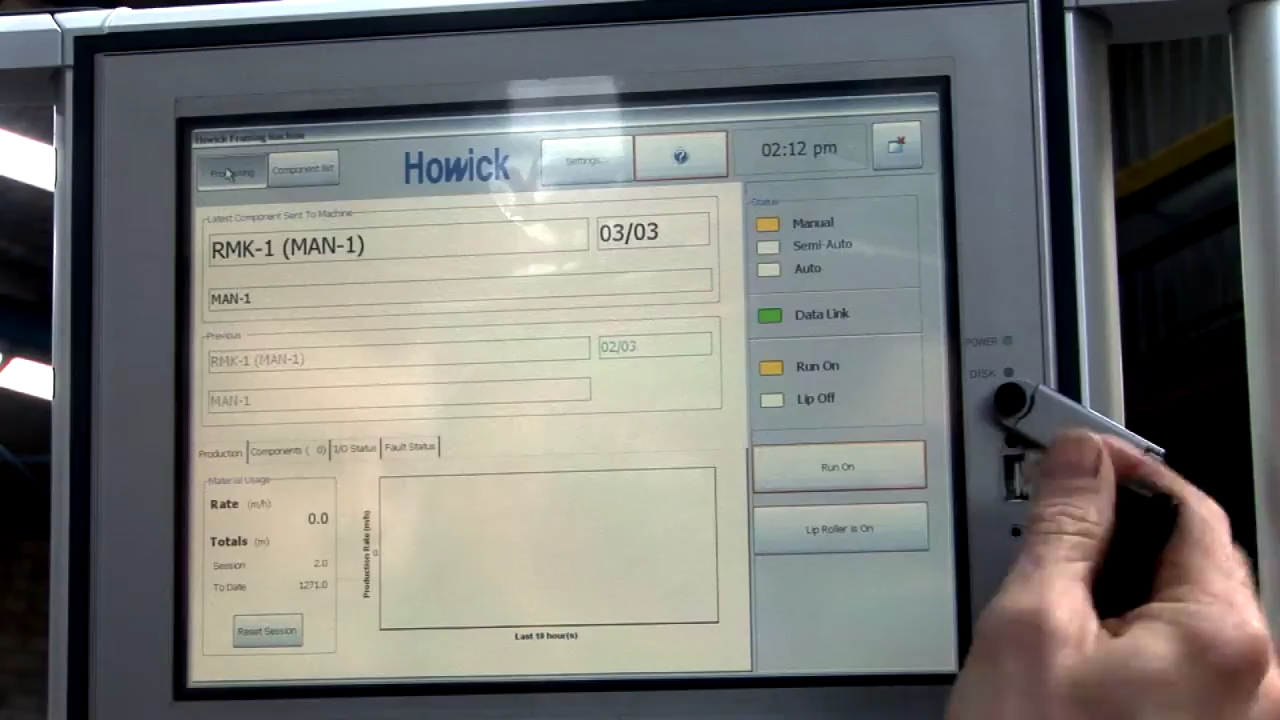 Howick Framing Machine
Processing
Component list
Howick
Settings...
02:12 pm
Latest Component Sent To Machine
RMK-1 (MAN-1)
03/03
MAN-1
Previous
RMK-1 (MAN-1)
02/03
MAN-1
Status
Manual
Semi-Auto
Auto
Data Link
Run On
Lip Off
Run On
Lip Roller is On
Production
Components ( 0)
I/O Status
Fault Status
Material Usage
Rate (m/h)
0.0
Totals (m)
Session 2.0
To Date 1271.0
Reset Session
Production Rate (m/h)
0
Last 10 hour(s)
POWER
DISK